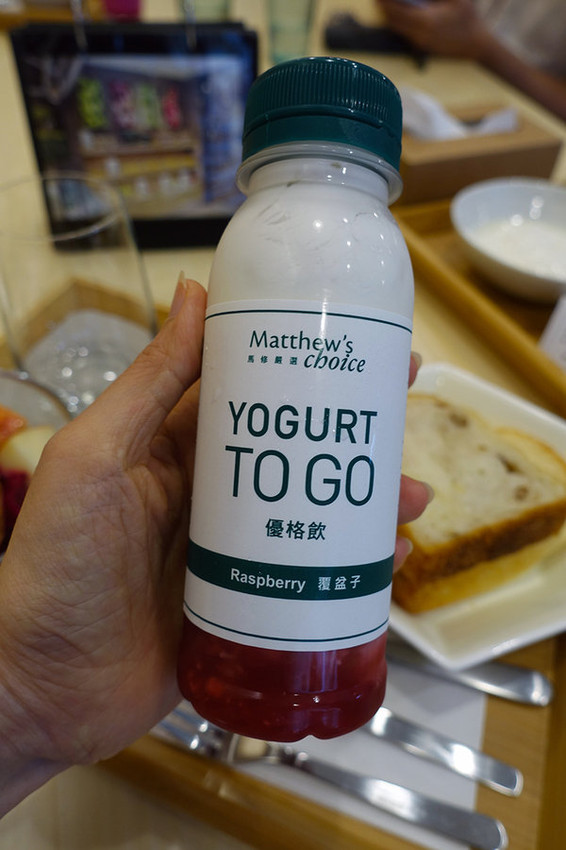 Matthew's
馬修嚴選 choice
YOGURT
TO GO
優格飲
Raspberry 覆盆子